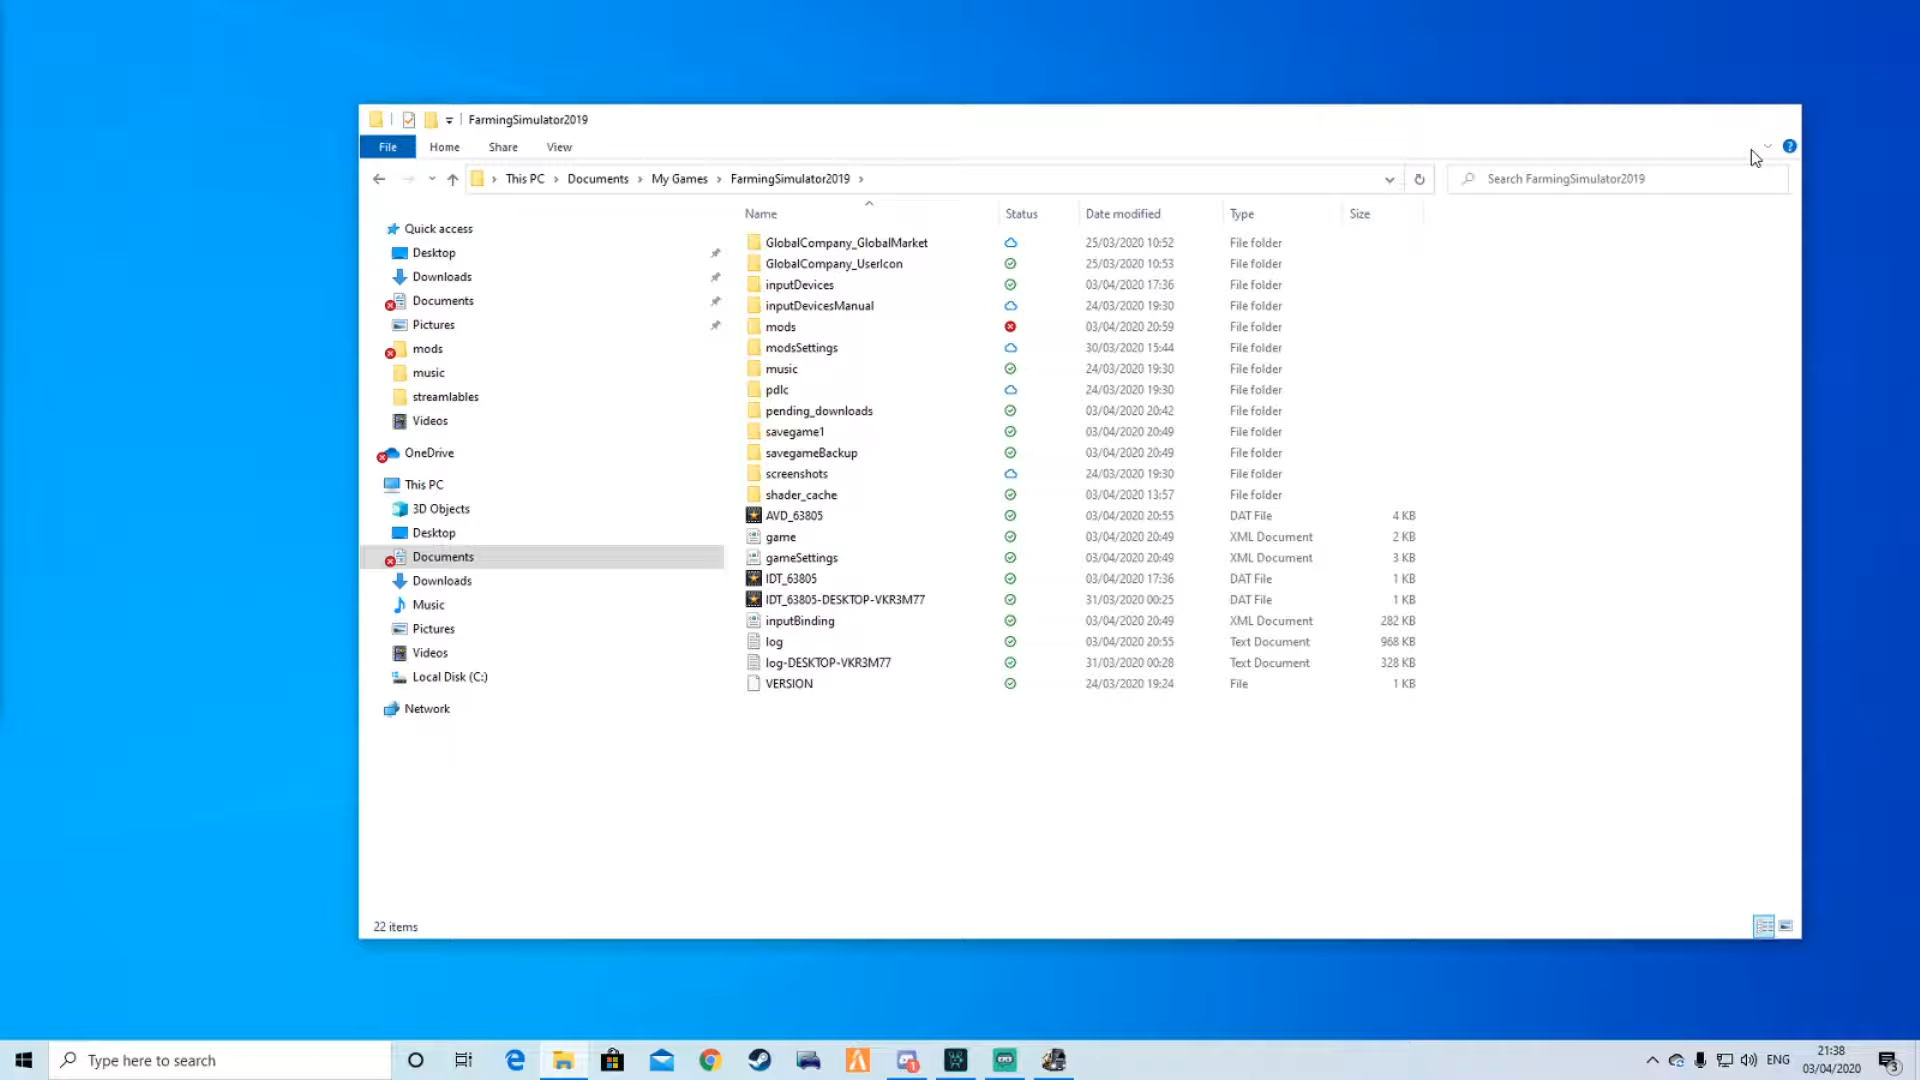 FarmingSimulator2019
File Home Share View
This PC Documents My Games FarmingSimulator2019
Search FarmingSimulator2019
Name Status Date modified Type Size
Quick access
Desktop
Downloads
Documents
Pictures
mods
music
streamlables
Videos
OneDrive
This PC
3D Objects
Desktop
Documents
Downloads
Music
Pictures
Videos
Local Disk (C:)
Network
GlobalCompany_GlobalMarket 25/03/2020 10:52 File folder
GlobalCompany_UserIcon 25/03/2020 10:53 File folder
inputDevices 03/04/2020 17:36 File folder
inputDevicesManual 24/03/2020 19:30 File folder
mods 03/04/2020 20:59 File folder
modsSettings 30/03/2020 15:44 File folder
music 24/03/2020 19:30 File folder
pdlc 24/03/2020 19:30 File folder
pending_downloads 03/04/2020 20:42 File folder
savegame1 03/04/2020 20:49 File folder
savegameBackup 03/04/2020 20:49 File folder
screenshots 24/03/2020 19:30 File folder
shader_cache 03/04/2020 13:57 File folder
AVD_63805 03/04/2020 20:55 DAT File 4 KB
game 03/04/2020 20:49 XML Document 2 KB
gameSettings 03/04/2020 20:49 XML Document 3 KB
IDT_63805 03/04/2020 17:36 DAT File 1 KB
IDT_63805-DESKTOP-VKR3M77 31/03/2020 00:25 DAT File 1 KB
inputBinding 03/04/2020 20:49 XML Document 282 KB
log 03/04/2020 20:55 Text Document 968 KB
log-DESKTOP-VKR3M77 31/03/2020 00:28 Text Document 328 KB
VERSION 24/03/2020 19:24 File 1 KB
22 items
Type here to search
ENG
21:38
03/04/2020
3